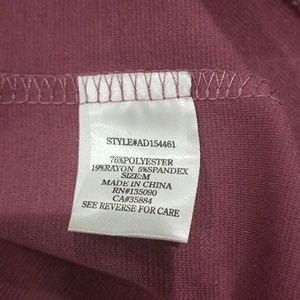 STYLE#AD154461
76%POLYESTER
19%RAYON 5%SPANDEX
SIZE:M
MADE IN CHINA
RN#135090
CA#35884
SEE REVERSE FOR CARE